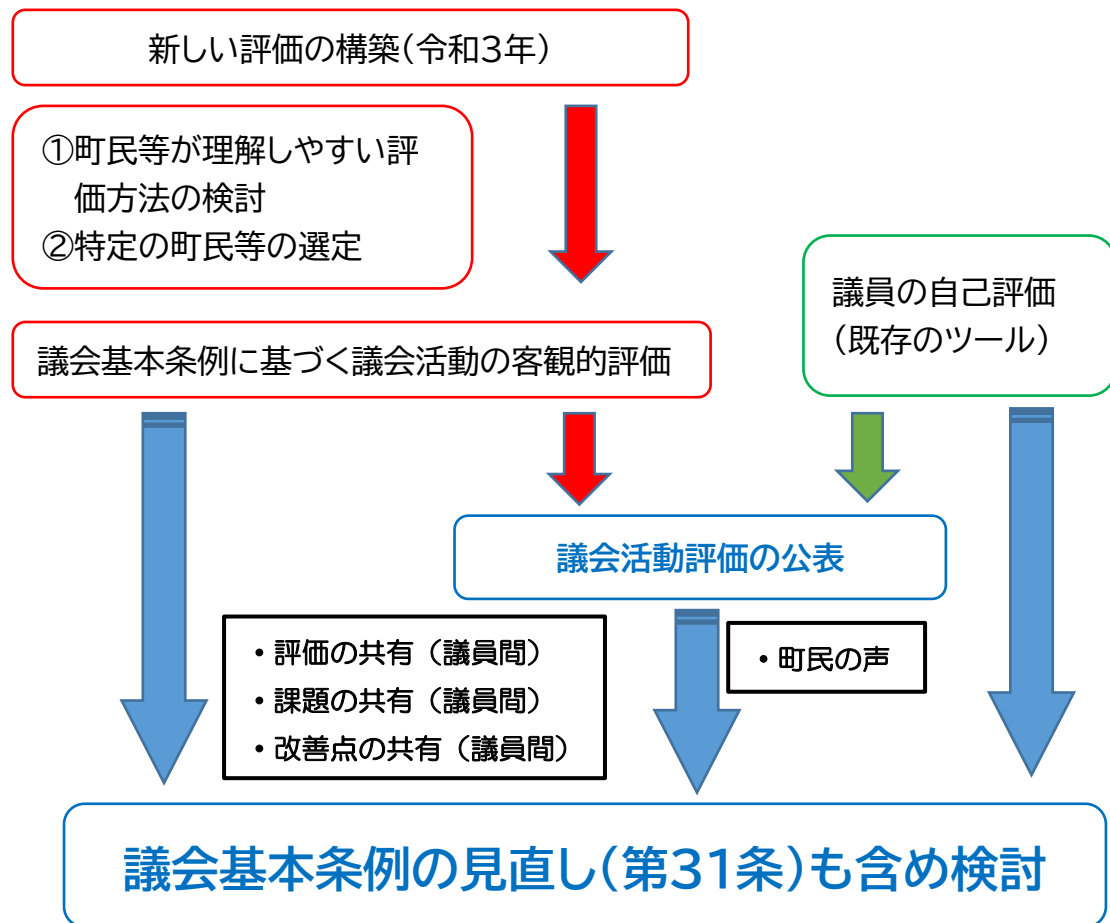 新しい評価の構築(令和3年)
①町民等が理解しやすい評
価方法の検討
②特定の町民等の選定
議員の自己評価
(既存のツール)
議会基本条例に基づく議会活動の客観的評価
議会活動評価の公表
・評価の共有（議員間）
・課題の共有（議員間）
・改善点の共有（議員間）
・町民の声
議会基本条例の見直し(第31条)も含め検討